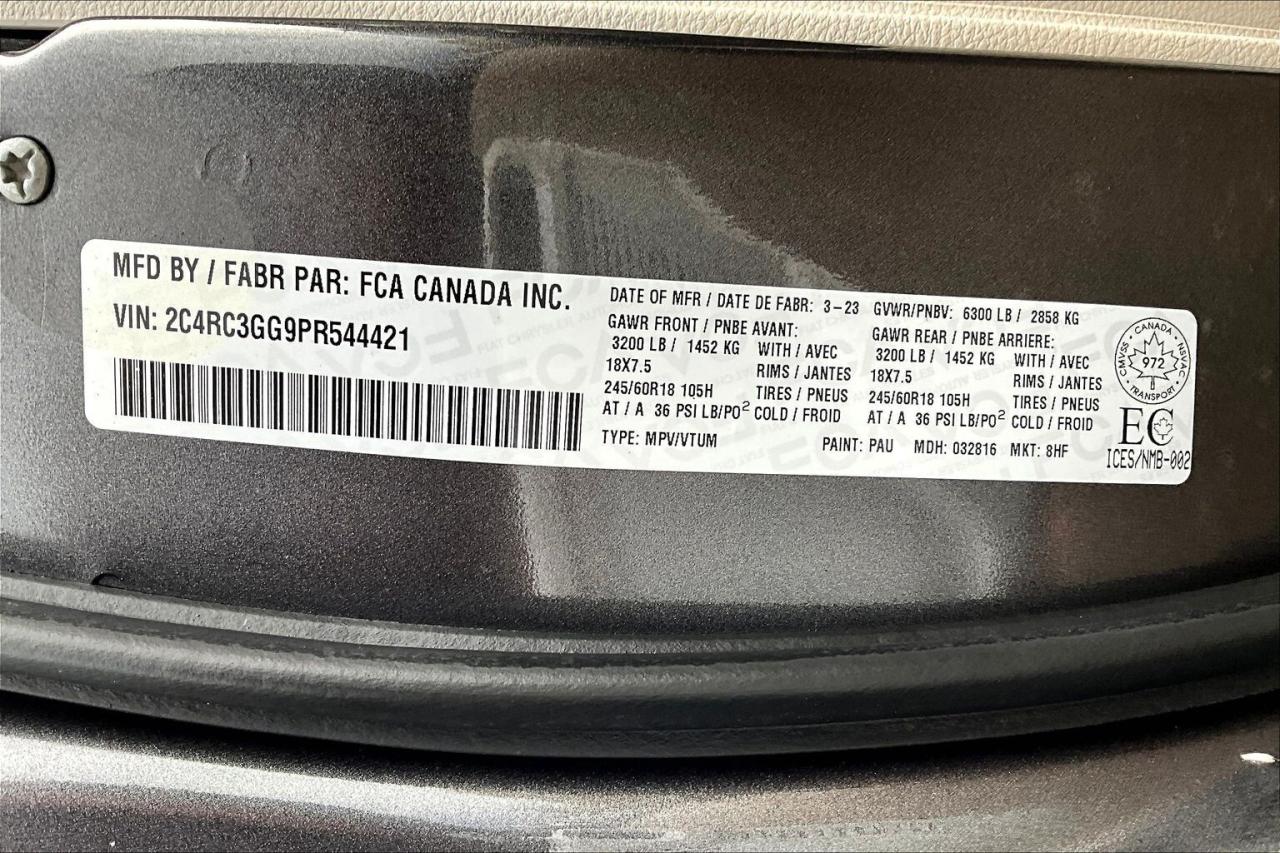 MFD BY / FABR PAR: FCA CANADA INC.
VIN: 2C4RC3GG9PR544421
DATE OF MFR / DATE DE FABR: 3-23 GVWR/PNBV: 6300 LB / 2858 KG
GAWR FRONT / PNBE AVANT: GAWR REAR / PNBE ARRIERE:
3200 LB / 1452 KG WITH / AVEC 3200 LB / 1452 KG WITH / AVEC
18X7.5 RIMS / JANTES 18X7.5 RIMS / JANTES
245/60R18 105H TIRES / PNEUS 245/60R18 105H TIRES / PNEUS
AT / A 36 PSI LB/PO² COLD / FROID AT / A 36 PSI LB/PO² COLD / FROID
TYPE: MPV/VTUM PAINT: PAU MDH: 032816 MKT: 8HF
CANADA
CMVSS 972 NSVAC
TRANSPORT
EC
ICES/NMB-002